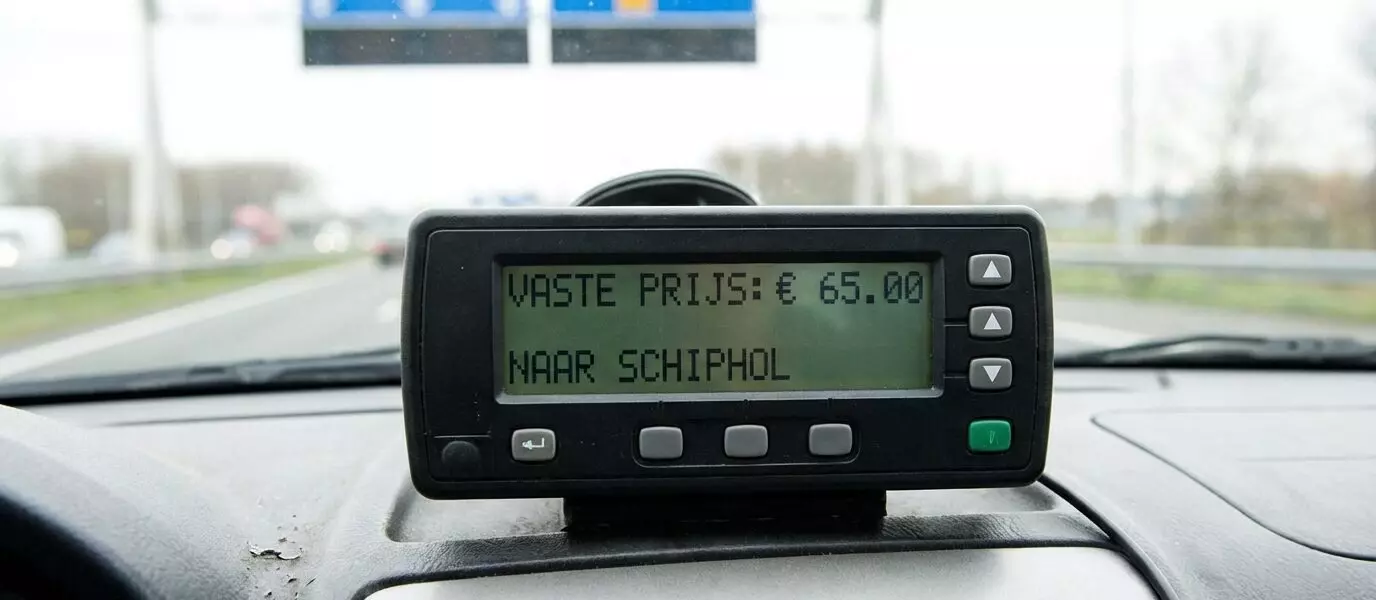 VASTE PRIJS: € 65.00
NAAR SCHIPHOL